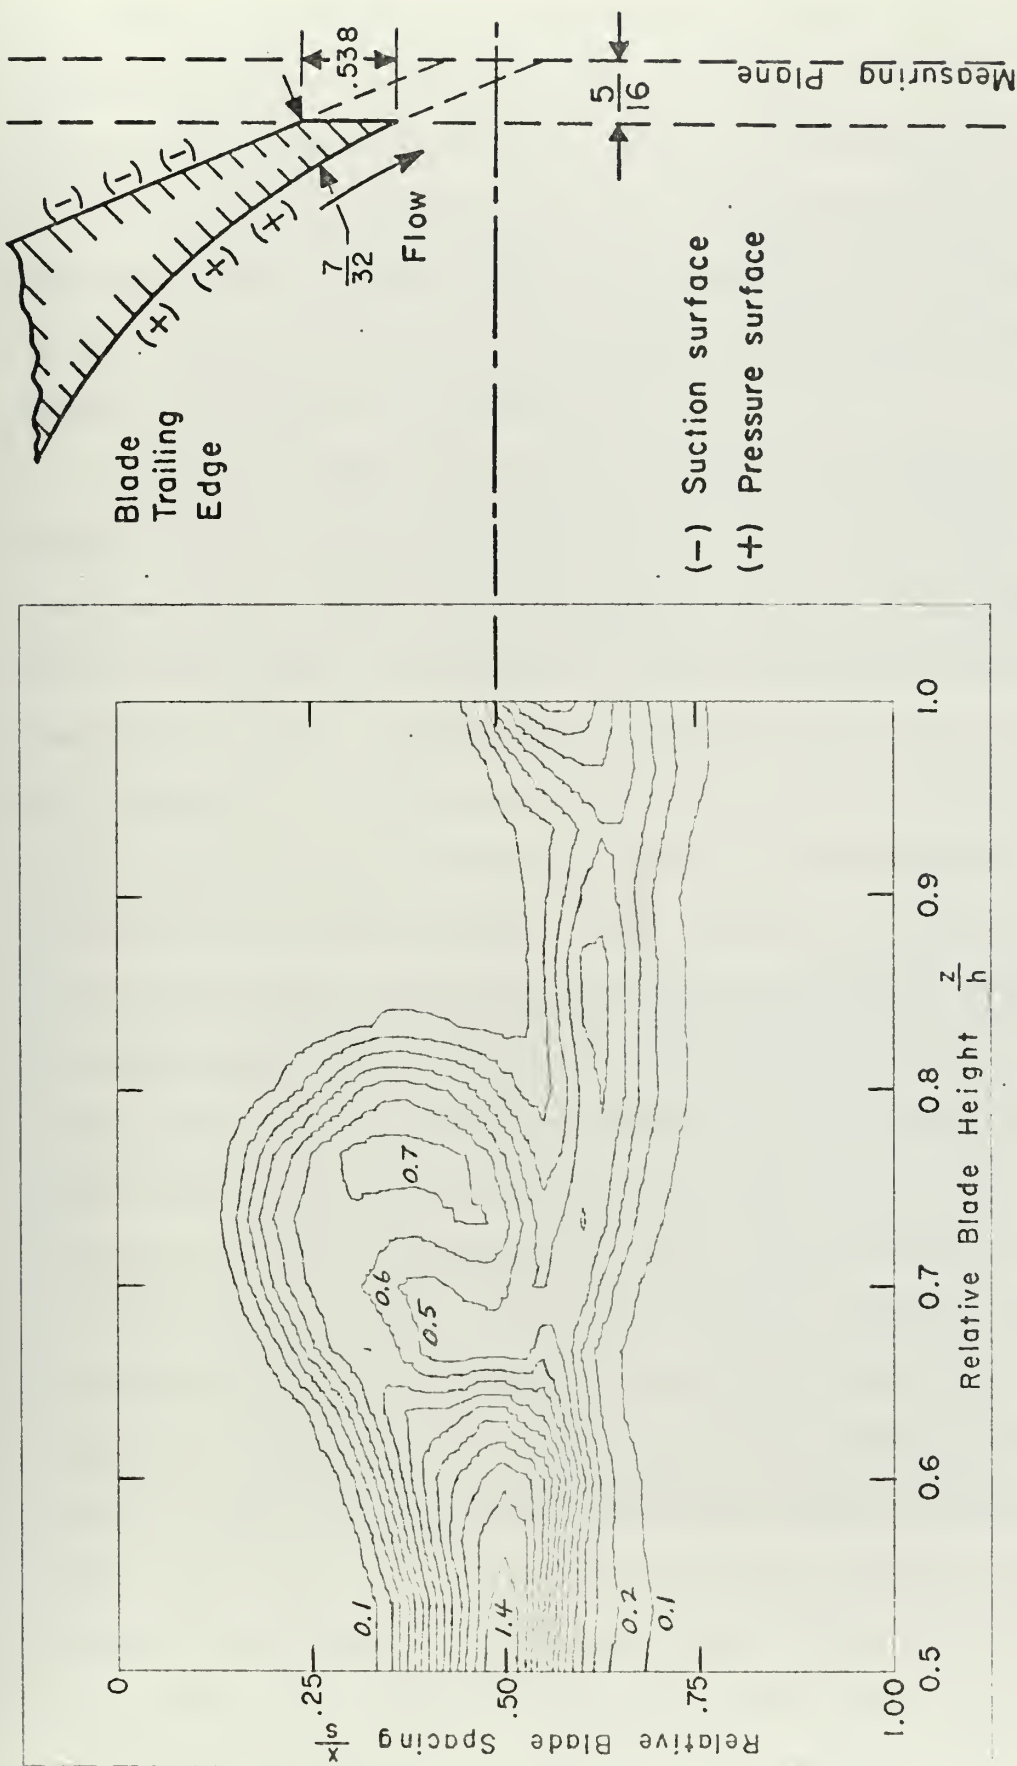 Blade
Trailing
Edge
(-) (-) (-)
(+) (+) (+)
.538
7/32
Flow
5/16
Measuring Plane
(-) Suction surface
(+) Pressure surface
Relative Blade Spacing x/s
0
.25
.50
.75
1.00
0.1
1.4
0.2
0.1
0.5
0.6
0.7
0.5 0.6 0.7 0.8 0.9 1.0
Relative Blade Height z/h